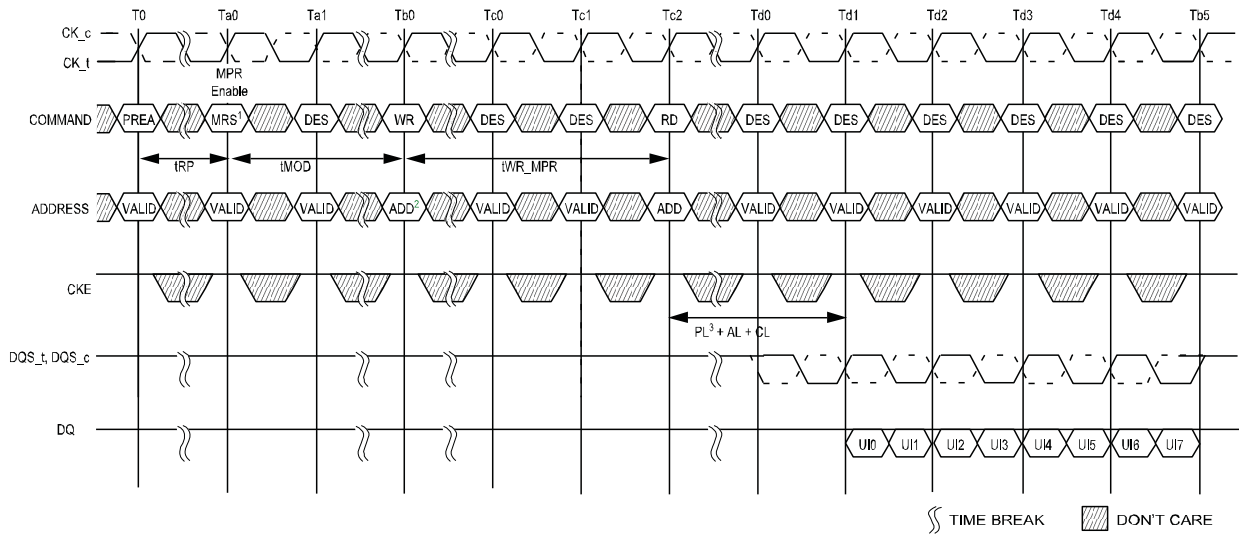 T0 Ta0 Ta1 Tb0 Tc0 Tc1 Tc2 Td0 Td1 Td2 Td3 Td4 Tb5
CK_c
CK_t
MPR
Enable
COMMAND PREA MRS1 DES WR DES DES RD DES DES DES DES DES DES
tRP tMOD tWR_MPR
ADDRESS VALID VALID VALID ADD2 VALID VALID ADD VALID VALID VALID VALID VALID VALID
CKE
PL3 + AL + CL
DQS_t, DQS_c
DQ
UI0 UI1 UI2 UI3 UI4 UI5 UI6 UI7
TIME BREAK DON'T CARE